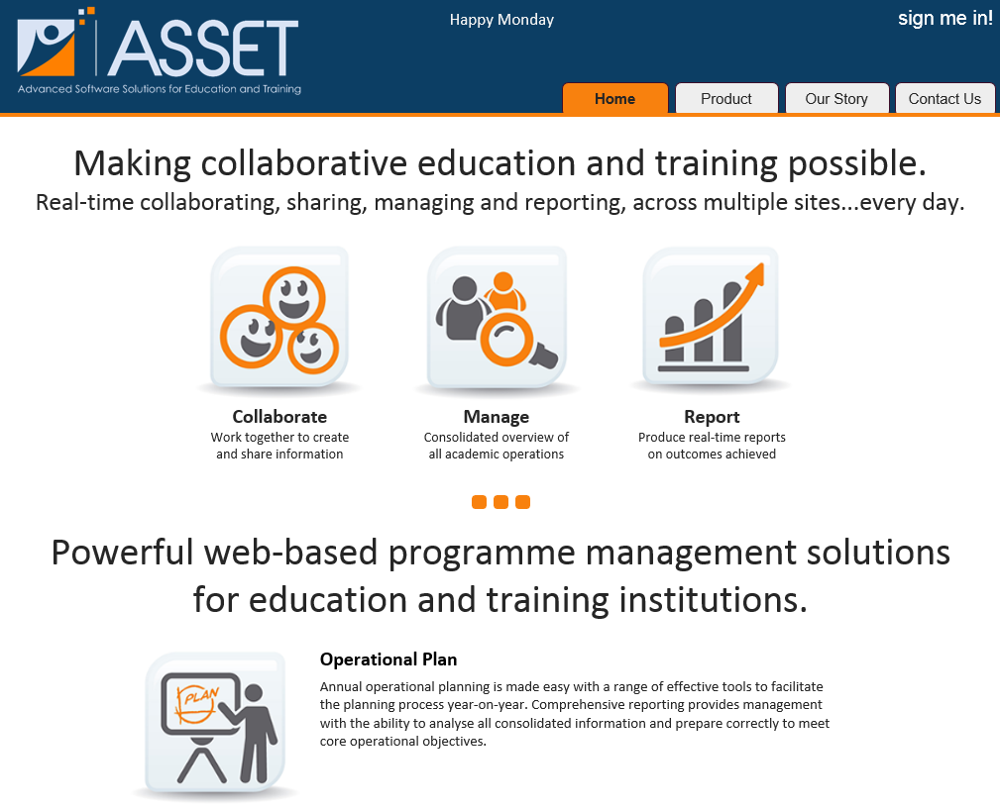 ASSET
Advanced Software Solutions for Education and Training
Happy Monday
sign me in!
Home
Product
Our Story
Contact Us
Making collaborative education and training possible.
Real-time collaborating, sharing, managing and reporting, across multiple sites...every day.
Collaborate
Work together to create
and share information
Manage
Consolidated overview of
all academic operations
Report
Produce real-time reports
on outcomes achieved
Powerful web-based programme management solutions
for education and training institutions.
PLAN
Operational Plan
Annual operational planning is made easy with a range of effective tools to facilitate
the planning process year-on-year. Comprehensive reporting provides management
with the ability to analyse all consolidated information and prepare correctly to meet
core operational objectives.